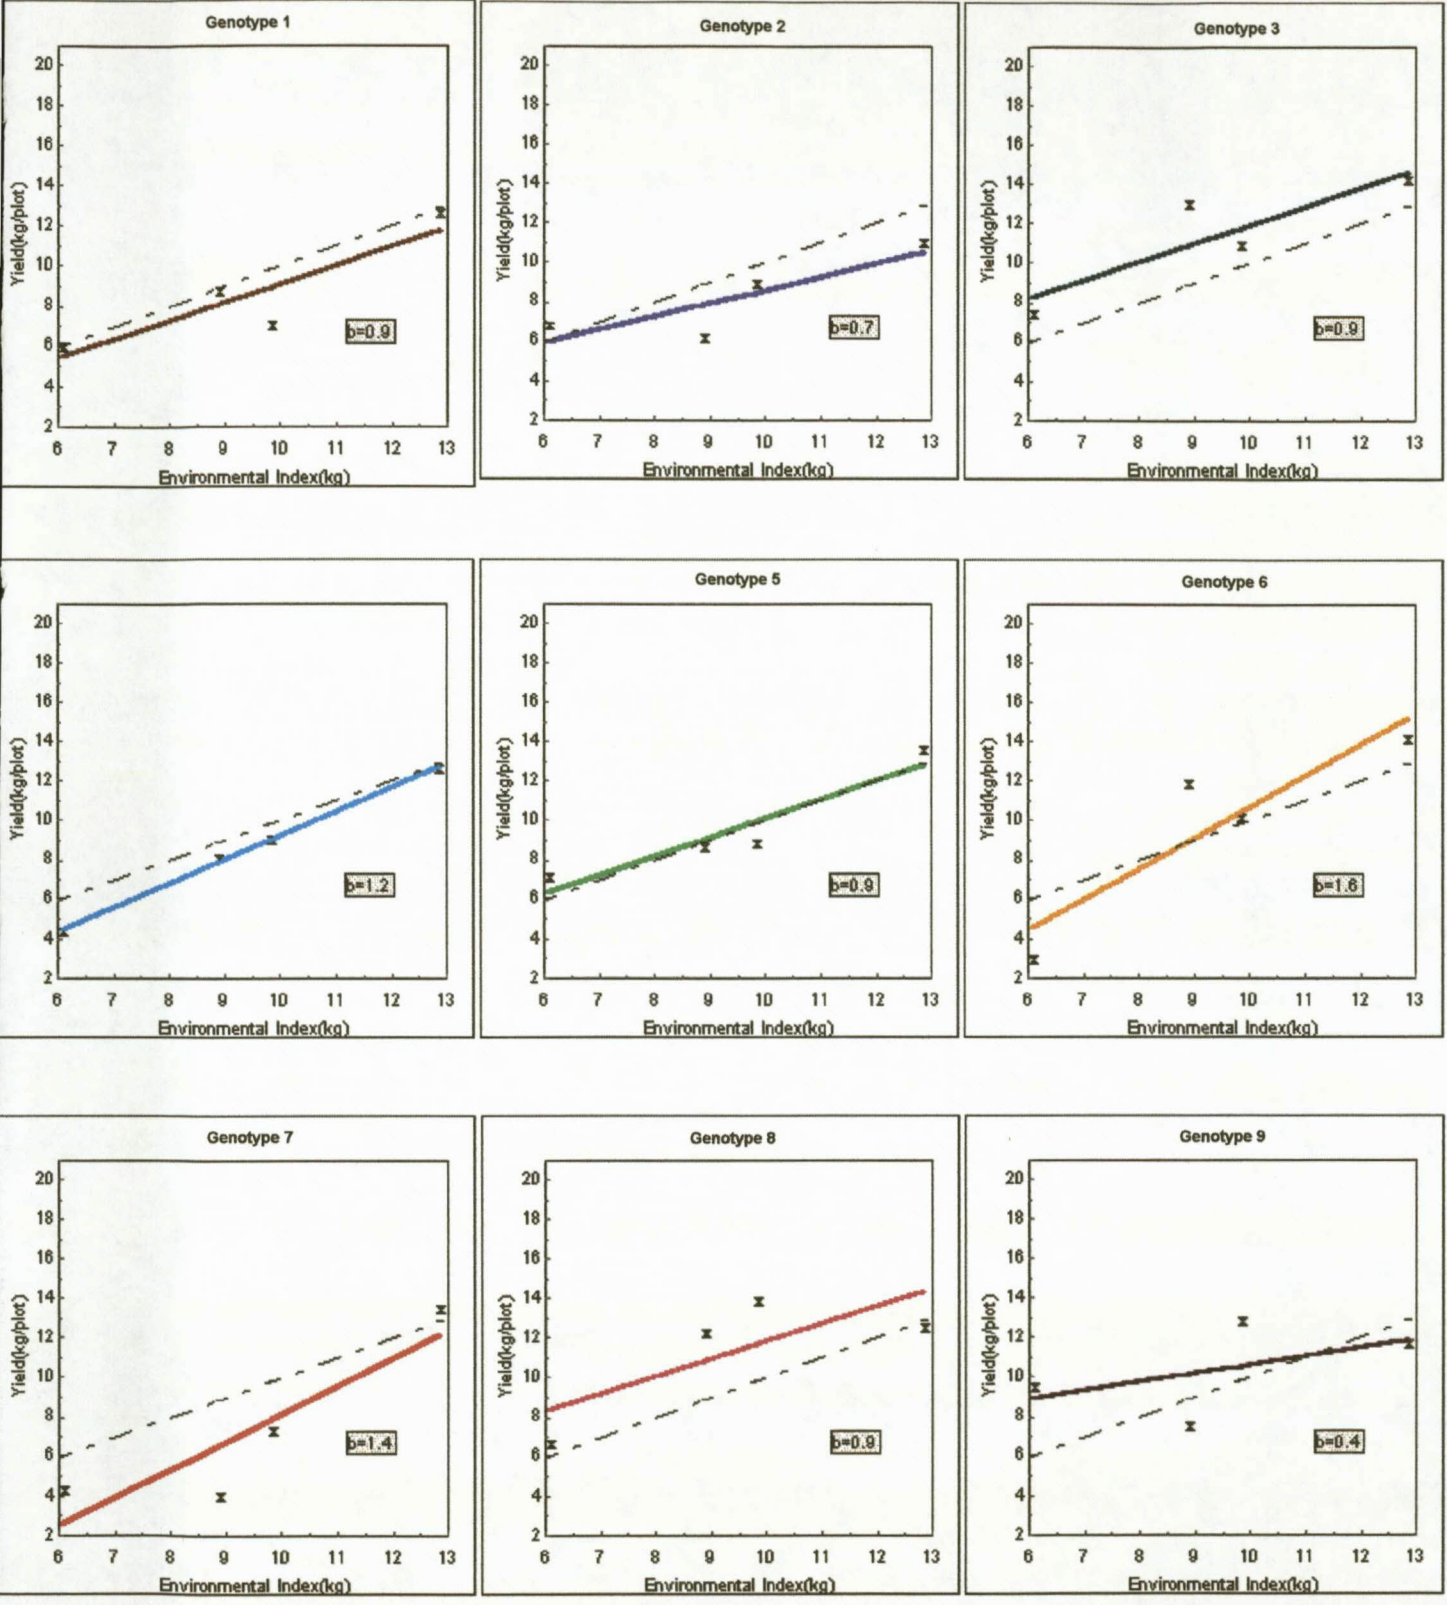 Genotype 1
20
18
16
14
12
10
8
6
4
2
Yield(kg/plot)
b=0.9
6 7 8 9 10 11 12 13
Environmental Index(kg)
Genotype 2
20
18
16
14
12
10
8
6
4
2
Yield(kg/plot)
b=0.7
6 7 8 9 10 11 12 13
Environmental Index(kg)
Genotype 3
20
18
16
14
12
10
8
6
4
2
Yield(kg/plot)
b=0.9
6 7 8 9 10 11 12 13
Environmental Index(kg)
20
18
16
14
12
10
8
6
4
2
Yield(kg/plot)
b=1.2
6 7 8 9 10 11 12 13
Environmental Index(kg)
Genotype 5
20
18
16
14
12
10
8
6
4
2
Yield(kg/plot)
b=0.9
6 7 8 9 10 11 12 13
Environmental Index(kg)
Genotype 6
20
18
16
14
12
10
8
6
4
2
Yield(kg/plot)
b=1.6
6 7 8 9 10 11 12 13
Environmental Index(kg)
Genotype 7
20
18
16
14
12
10
8
6
4
2
Yield(kg/plot)
b=1.4
6 7 8 9 10 11 12 13
Environmental Index(kg)
Genotype 8
20
18
16
14
12
10
8
6
4
2
Yield(kg/plot)
b=0.9
6 7 8 9 10 11 12 13
Environmental Index(kg)
Genotype 9
20
18
16
14
12
10
8
6
4
2
Yield(kg/plot)
b=0.4
6 7 8 9 10 11 12 13
Environmental Index(kg)